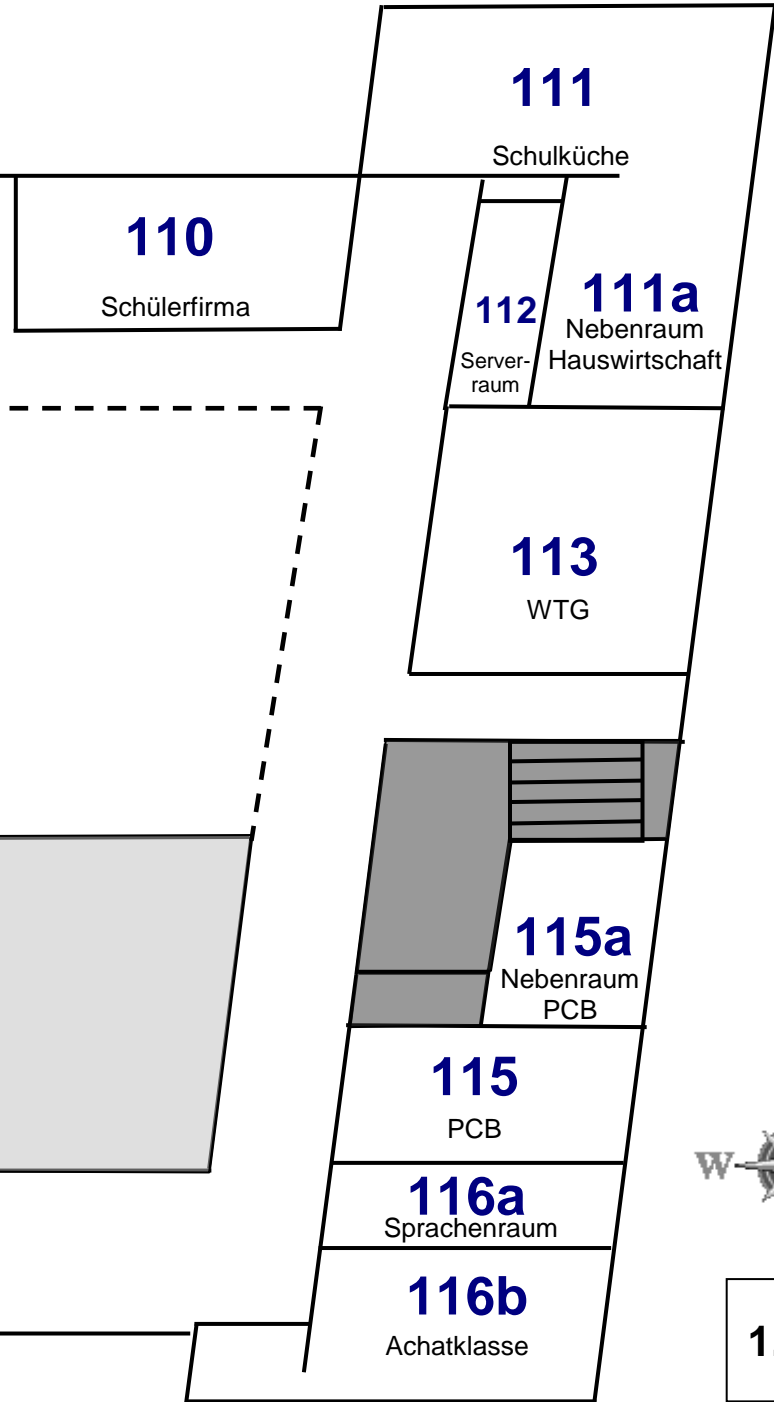 111
Schulküche
110
Schülerfirma
112
Server-
raum
111a
Nebenraum
Hauswirtschaft
113
WTG
115a
Nebenraum
PCB
115
PCB
W
116a
Sprachenraum
116b
Achatklasse
1.